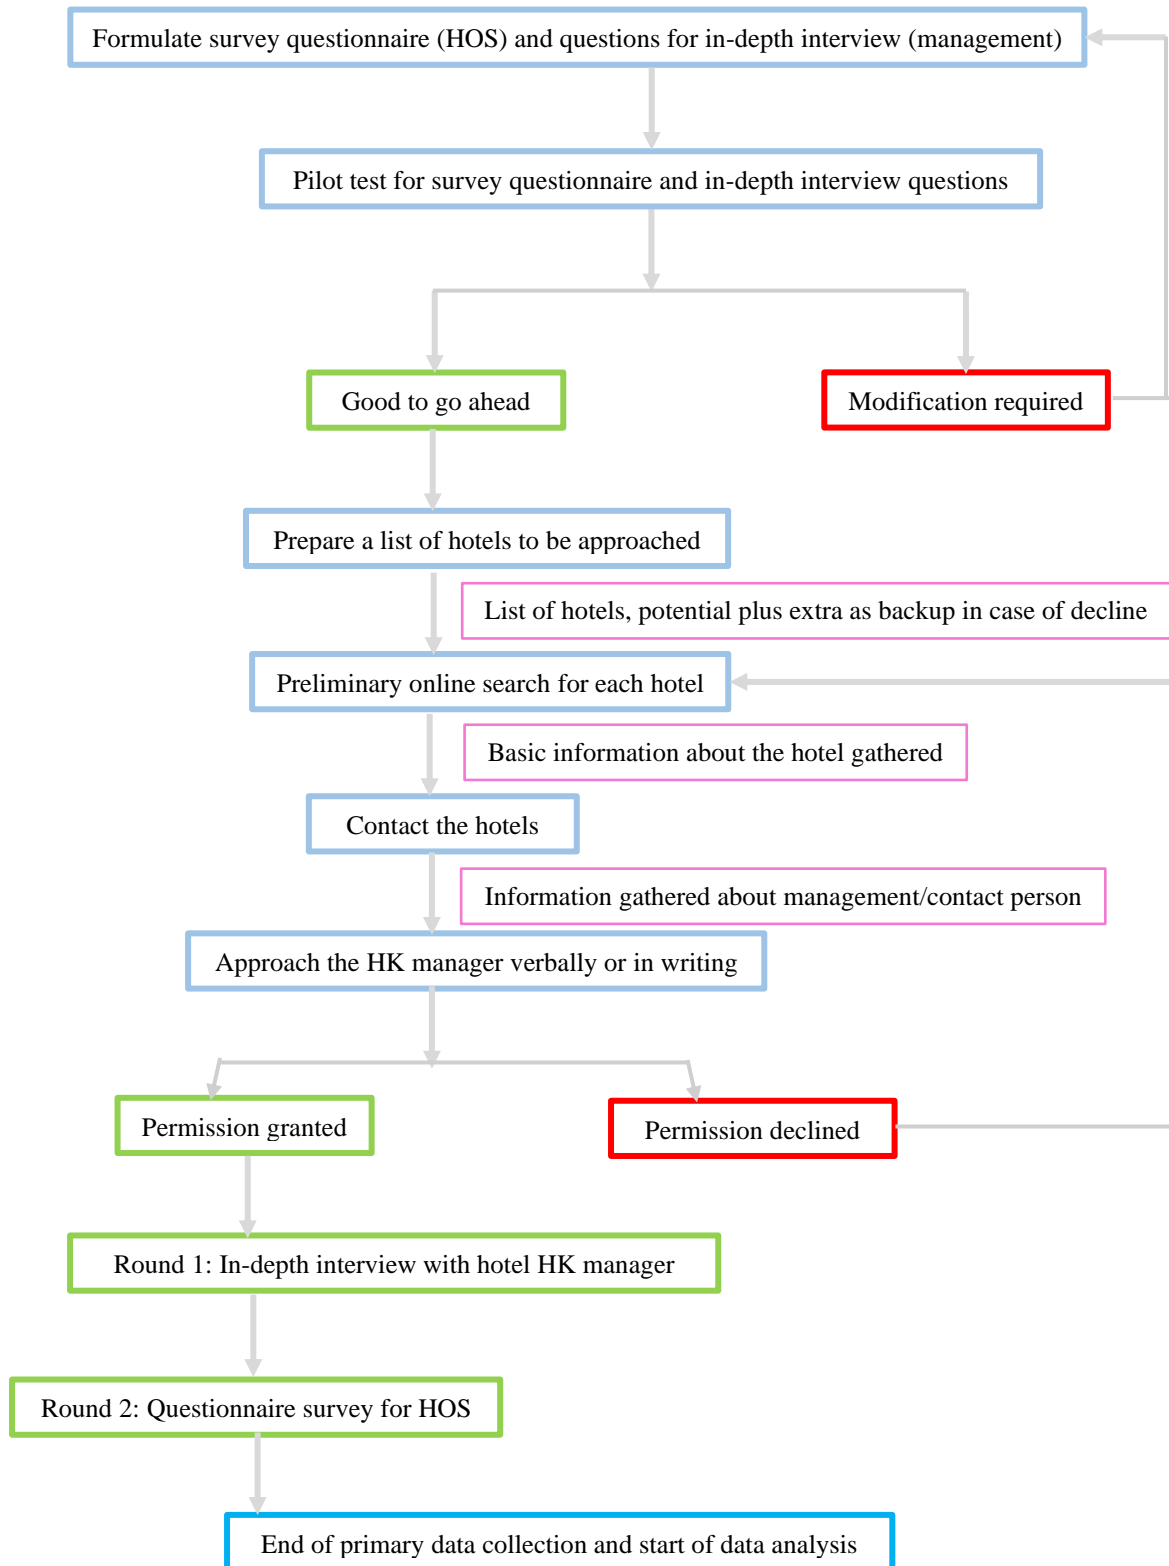 Formulate survey questionnaire (HOS) and questions for in-depth interview (management)
Pilot test for survey questionnaire and in-depth interview questions
Good to go ahead
Modification required
Prepare a list of hotels to be approached
List of hotels, potential plus extra as backup in case of decline
Preliminary online search for each hotel
Basic information about the hotel gathered
Contact the hotels
Information gathered about management/contact person
Approach the HK manager verbally or in writing
Permission granted
Permission declined
Round 1: In-depth interview with hotel HK manager
Round 2: Questionnaire survey for HOS
End of primary data collection and start of data analysis